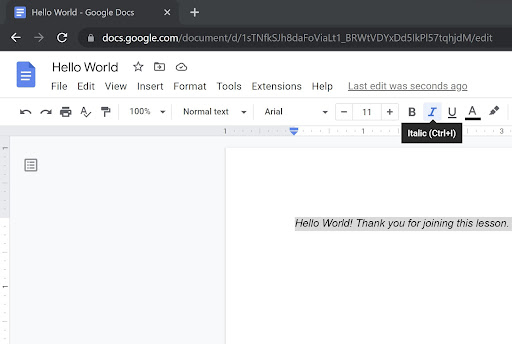 Hello World - Google Docs
docs.google.com/document/d/1sTNfkSJh8daFoViaLt1_BRWtVDYxDd5IkPl57tqhjdM/edit
Hello World
File Edit View Insert Format Tools Extensions Help Last edit was seconds ago
100% Normal text Arial 11 B I U A
Italic (Ctrl+I)
1 1 2 3
1
Hello World! Thank you for joining this lesson.
1